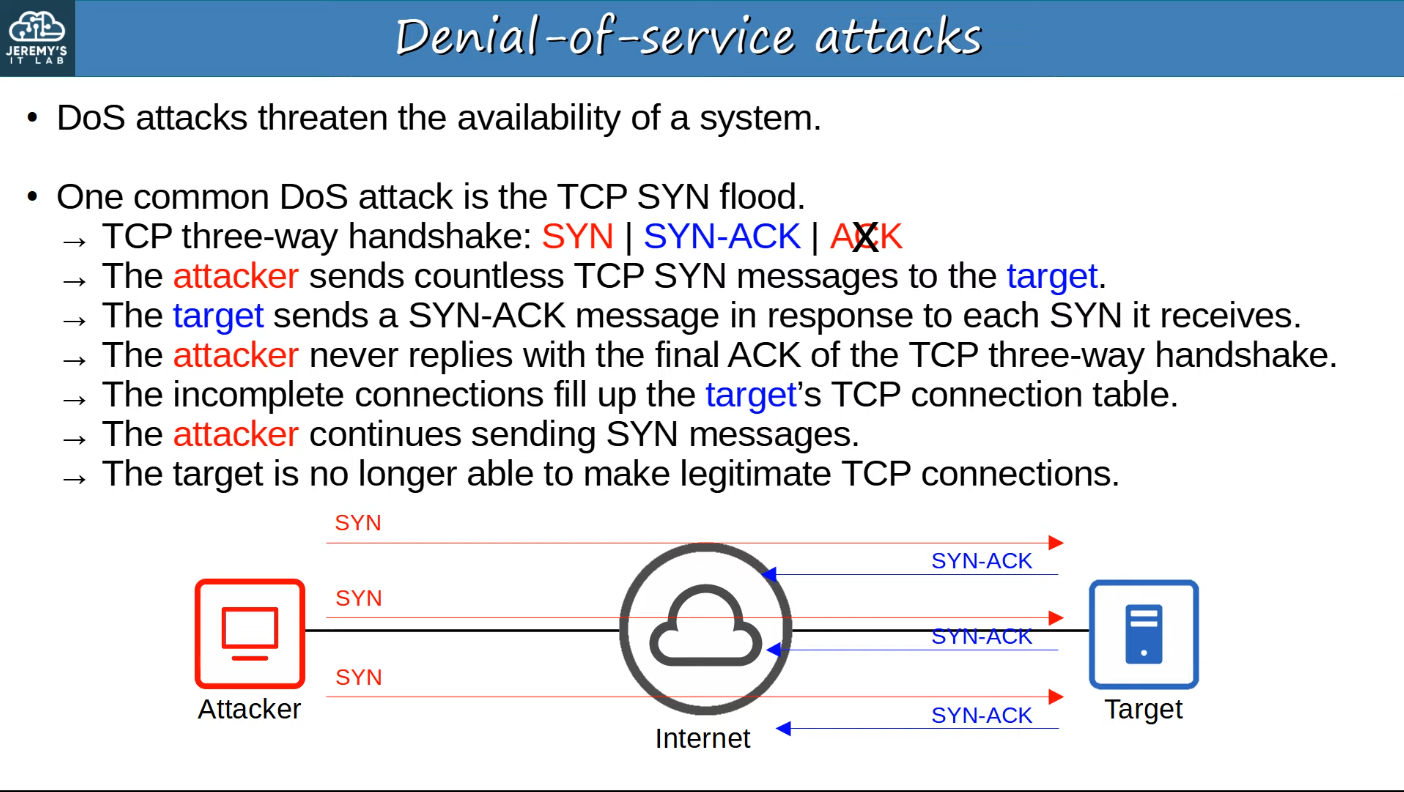 JEREMY'S
IT LAB
Denial-of-service attacks
• DoS attacks threaten the availability of a system.
• One common DoS attack is the TCP SYN flood.
→ TCP three-way handshake: SYN | SYN-ACK | ACK
X
→ The attacker sends countless TCP SYN messages to the target.
→ The target sends a SYN-ACK message in response to each SYN it receives.
→ The attacker never replies with the final ACK of the TCP three-way handshake.
→ The incomplete connections fill up the target’s TCP connection table.
→ The attacker continues sending SYN messages.
→ The target is no longer able to make legitimate TCP connections.
SYN
SYN-ACK
SYN
SYN-ACK
SYN
SYN-ACK
Attacker
Internet
Target